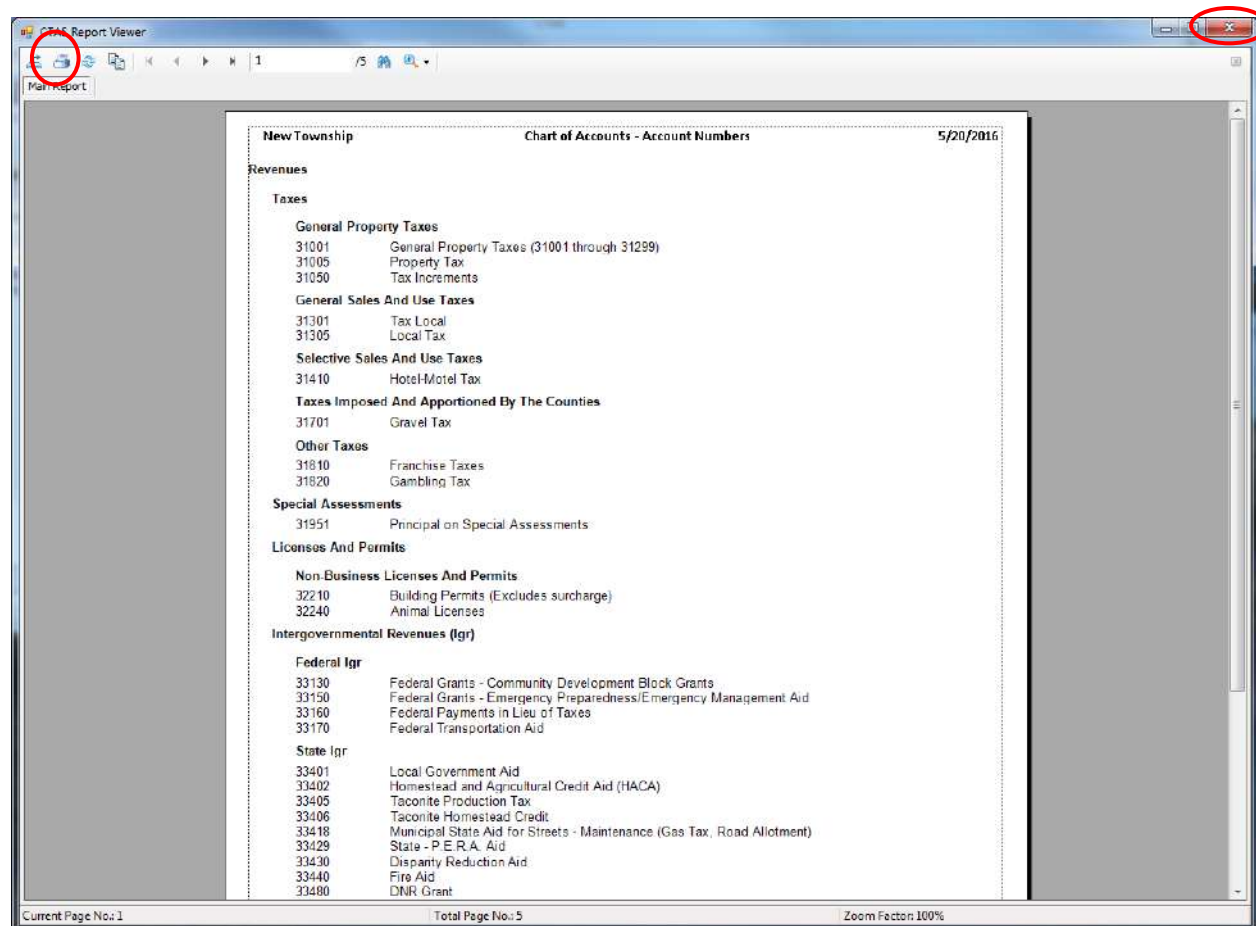 CTAS Report Viewer
1 /5
Main Report
New Township Chart of Accounts - Account Numbers 5/20/2016
Revenues
Taxes
General Property Taxes
31001 General Property Taxes (31001 through 31299)
31005 Property Tax
31050 Tax Increments
General Sales And Use Taxes
31301 Tax Local
31305 Local Tax
Selective Sales And Use Taxes
31410 Hotel-Motel Tax
Taxes Imposed And Apportioned By The Counties
31701 Gravel Tax
Other Taxes
31810 Franchise Taxes
31820 Gambling Tax
Special Assessments
31951 Principal on Special Assessments
Licenses And Permits
Non-Business Licenses And Permits
32210 Building Permits (Excludes surcharge)
32240 Animal Licenses
Intergovernmental Revenues (Igr)
Federal Igr
33130 Federal Grants - Community Development Block Grants
33150 Federal Grants - Emergency Preparedness/Emergency Management Aid
33160 Federal Payments in Lieu of Taxes
33170 Federal Transportation Aid
State Igr
33401 Local Government Aid
33402 Homestead and Agricultural Credit Aid (HACA)
33405 Taconite Production Tax
33406 Taconite Homestead Credit
33418 Municipal State Aid for Streets - Maintenance (Gas Tax, Road Allotment)
33429 State - P.E.R.A. Aid
33430 Disparity Reduction Aid
33440 Fire Aid
33480 DNR Grant
Current Page No.: 1 Total Page No.: 5 Zoom Factor: 100%